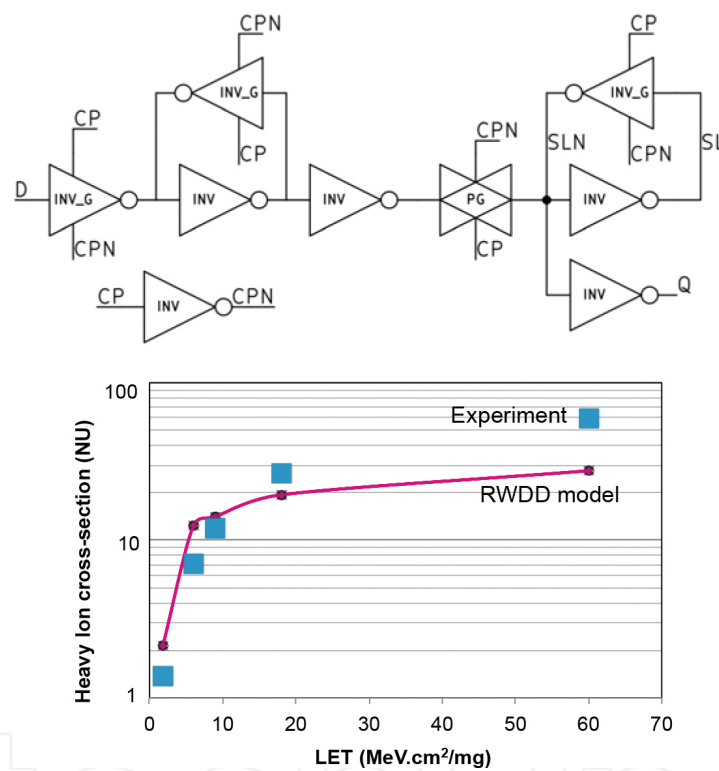 CPN
CP
INV_G
INV_G
CP
CP
CPN
CPN
SLN
SL
D
INV_G
INV
INV
PG
INV
CPN
CP
CP
INV
CPN
INV
Q
100
Experiment
RWDD model
10
1
Heavy Ion cross-section (NU)
0
10
20
30
40
50
60
70
LET (MeV.cm²/mg)